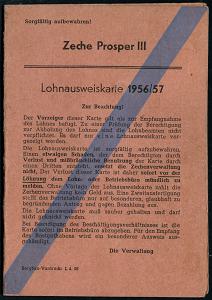 Sorgfältig aufbewahren!
Zeche Prosper III
Lohnausweiskarte 1956/57
Zur Beachtung!
Der Vorzeiger dieser Karte gilt als zur Empfangnahme
des Lohnes befugt. Zu einer Prüfung der Berechtigung
zur Abholung des Lohnes sind die Lohnbeamten nicht
verpflichtet. Es darf nur eine Lohnausweiskarte vor-
gezeigt werden.
Die Lohnausweiskarte ist sorgfältig aufzubewahren.
Einen etwaigen Schaden, der dem Berechtigten durch
Verlust und mißbräuchliche Benutzung der Karte durch
einen Dritten entsteht, ersetzt die Zechenverwaltung
nicht. Der Verlust dieser Karte ist daher sofort vor der
Löhnung dem Lohn- oder Betriebsbüro mündlich zu
melden. Ohne Vorlage der Lohnausweiskarte zahlt die
Zechenverwaltung kein Geld aus. Eine Zweitausfertigung
stellt das Betriebsbüro nur auf besonderen, glaubhaft zu
begründenden Antrag und gegen Bezahlung aus.
Die Lohnausweiskarte muß sauber gehalten und darf
nicht geknickt werden.
Bei Beendigung des Beschäftigungsverhältnisses ist die
Karte sofort im Betriebsbüro abzugeben. Für den Empfang
des Restlohnes wird ein besonderer Ausweis aus-
gehändigt.
Die Verwaltung